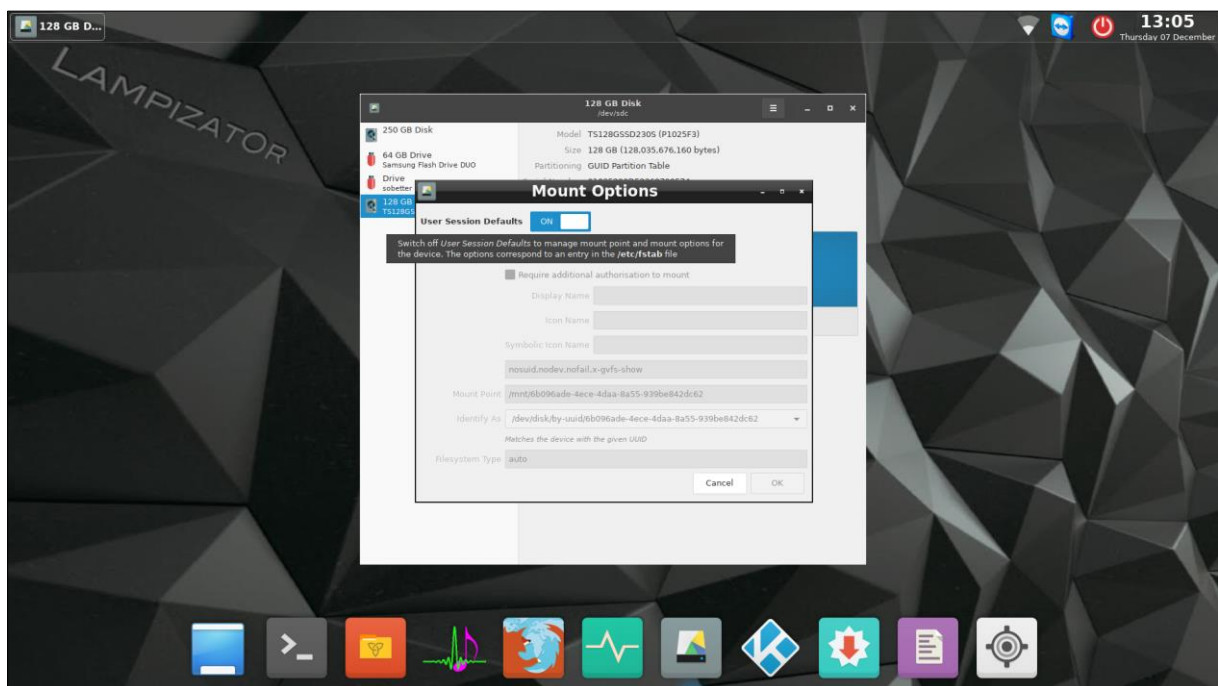 128 GB D...
13:05
Thursday 07 December
LAMPIZATOR
128 GB Disk
/dev/sdc
250 GB Disk
64 GB Drive
Samsung Flash Drive DUO
Drive
sobetter
128 GB
TS128GS
Model TS128GSSD230S (P1025F3)
Size 128 GB (128,035,676,160 bytes)
Partitioning GUID Partition Table
Mount Options
User Session Defaults ON
Switch off User Session Defaults to manage mount point and mount options for
the device. The options correspond to an entry in the /etc/fstab file
Require additional authorisation to mount
Display Name
Icon Name
Symbolic Icon Name
nosuid,nodev,nofail,x-gvfs-show
Mount Point /mnt/6b096ade-4ece-4daa-8a55-939be842dc62
Identify As /dev/disk/by-uuid/6b096ade-4ece-4daa-8a55-939be842dc62
Matches the device with the given UUID
Filesystem Type auto
Cancel OK